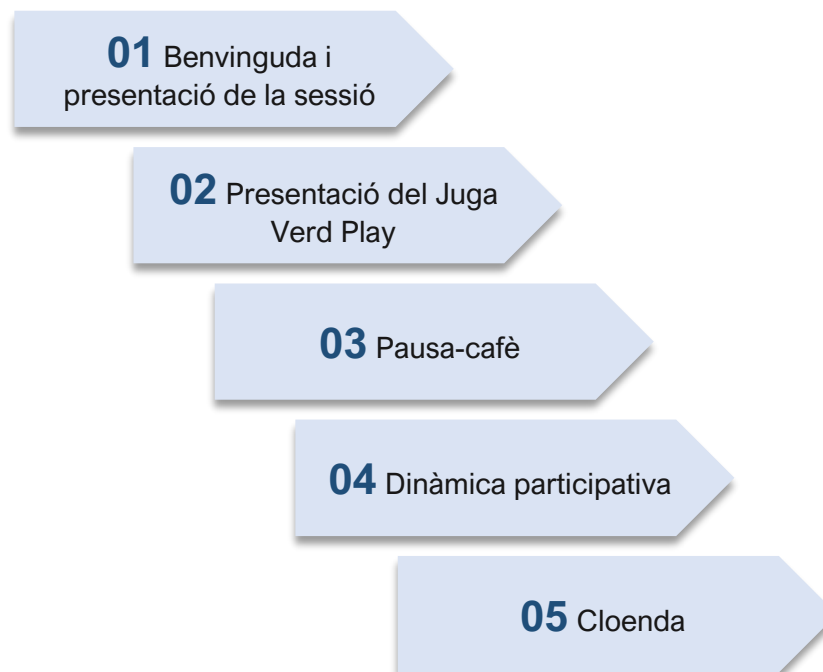 01 Benvinguda i
presentació de la sessió
02 Presentació del Juga
Verd Play
03 Pausa-cafè
04 Dinàmica participativa
05 Cloenda